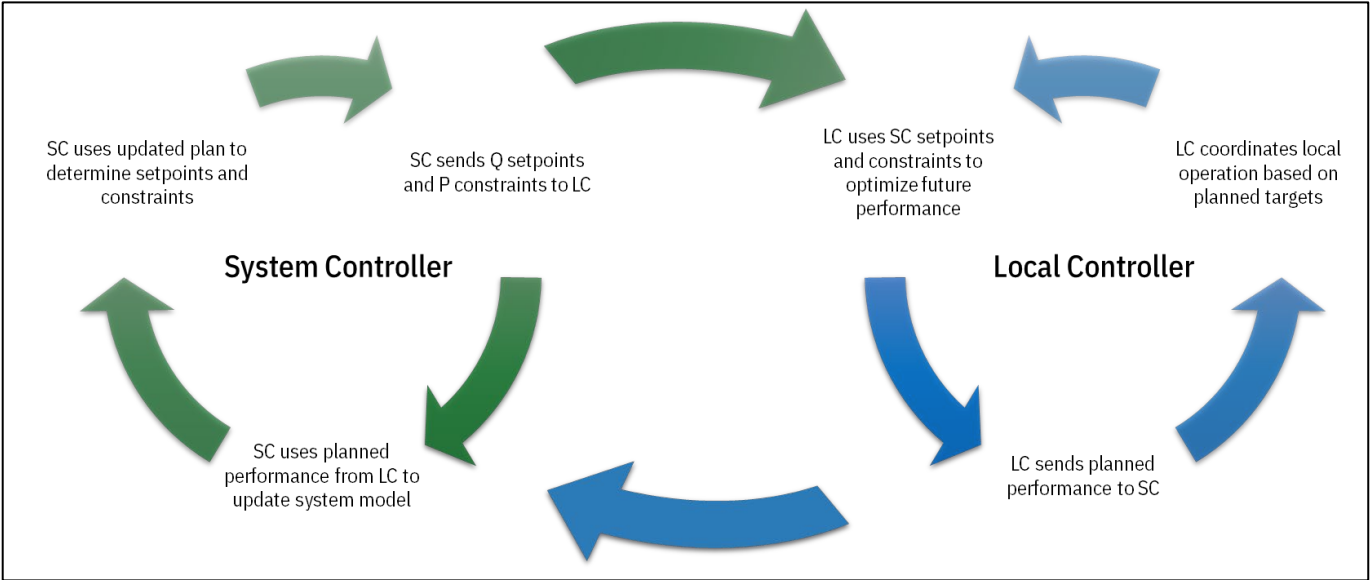 SC uses updated plan to
determine setpoints and
constraints
SC sends Q setpoints
and P constraints to LC
LC uses SC setpoints
and constraints to
optimize future
performance
LC coordinates local
operation based on
planned targets
System Controller
Local Controller
SC uses planned
performance from LC to
update system model
LC sends planned
performance to SC